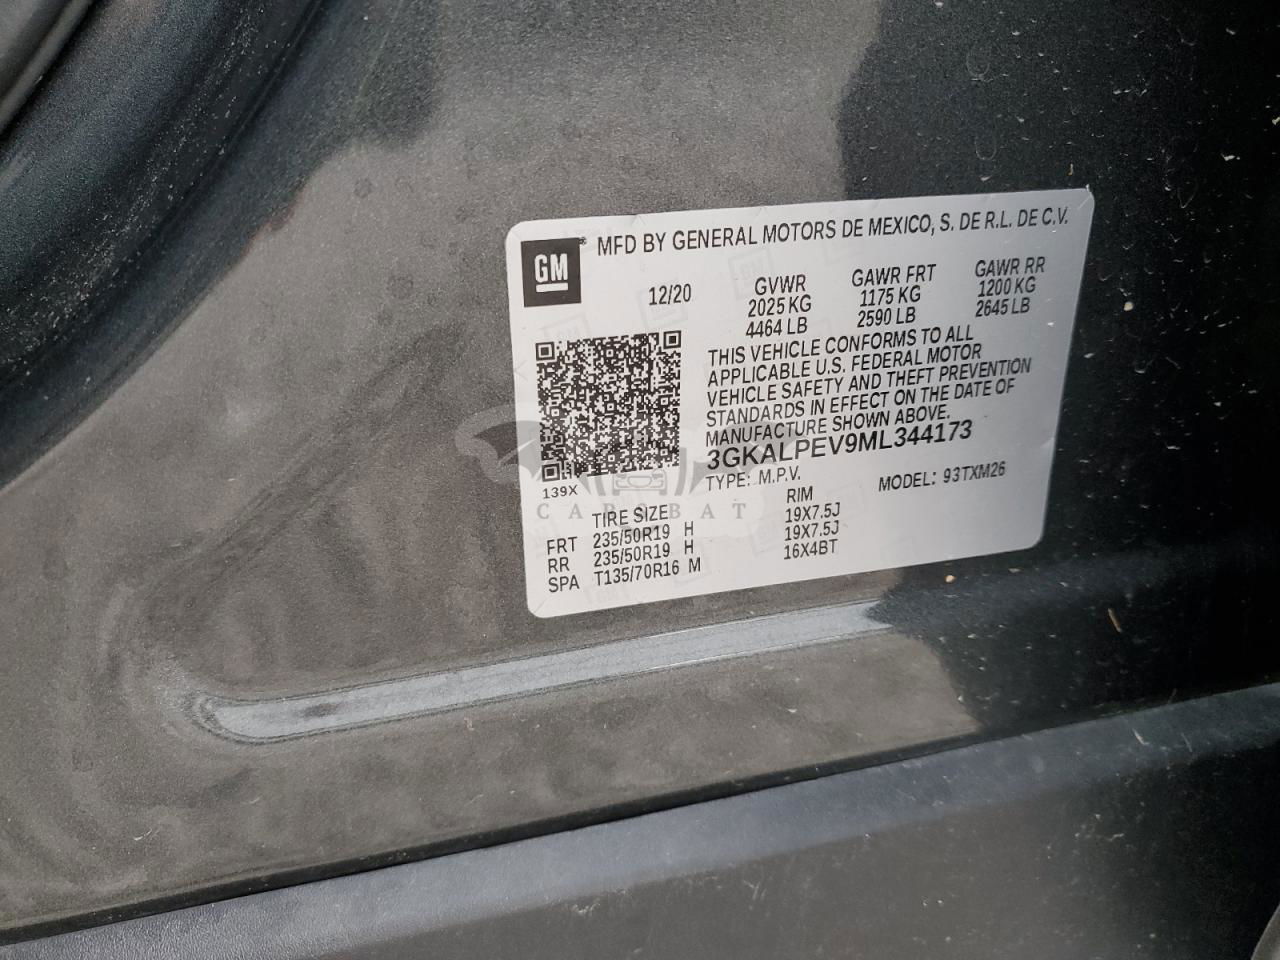 GM ® MFD BY GENERAL MOTORS DE MEXICO, S. DE R.L. DE C.V.
12/20
GVWR
2025 KG
4464 LB
GAWR FRT
1175 KG
2590 LB
GAWR RR
1200 KG
2645 LB
THIS VEHICLE CONFORMS TO ALL
APPLICABLE U.S. FEDERAL MOTOR
VEHICLE SAFETY AND THEFT PREVENTION
STANDARDS IN EFFECT ON THE DATE OF
MANUFACTURE SHOWN ABOVE.
3GKALPEV9ML344173
TYPE: M.P.V.
MODEL: 93TXM26
139X
CARSBAT
TIRE SIZE RIM
FRT 235/50R19 H 19X7.5J
RR 235/50R19 H 19X7.5J
SPA T135/70R16 M 16X4BT